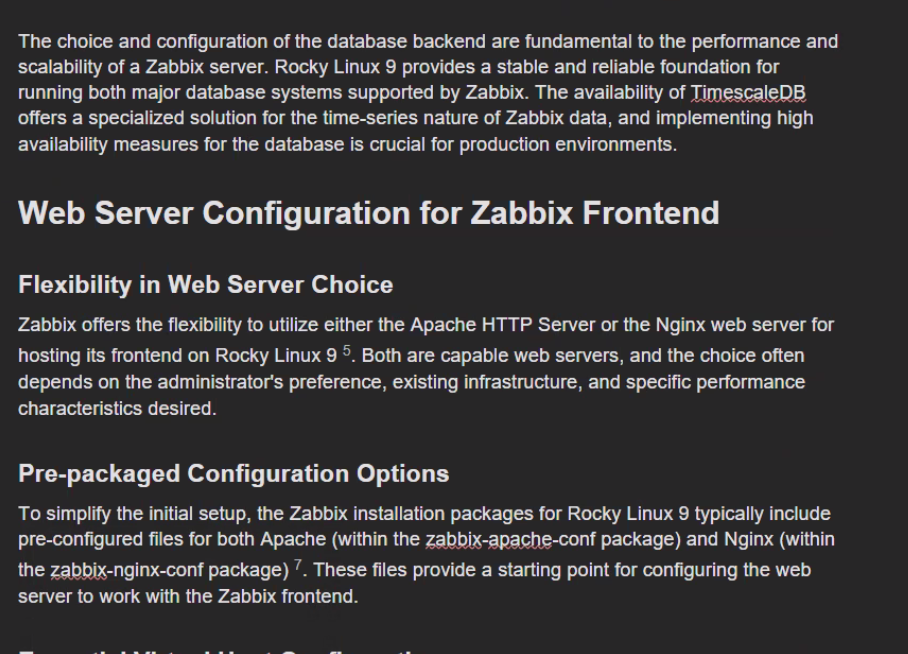 The choice and configuration of the database backend are fundamental to the performance and
scalability of a Zabbix server. Rocky Linux 9 provides a stable and reliable foundation for
running both major database systems supported by Zabbix. The availability of TimescaleDB
offers a specialized solution for the time-series nature of Zabbix data, and implementing high
availability measures for the database is crucial for production environments.
Web Server Configuration for Zabbix Frontend
Flexibility in Web Server Choice
Zabbix offers the flexibility to utilize either the Apache HTTP Server or the Nginx web server for
hosting its frontend on Rocky Linux 9 5. Both are capable web servers, and the choice often
depends on the administrator's preference, existing infrastructure, and specific performance
characteristics desired.
Pre-packaged Configuration Options
To simplify the initial setup, the Zabbix installation packages for Rocky Linux 9 typically include
pre-configured files for both Apache (within the zabbix-apache-conf package) and Nginx (within
the zabbix-nginx-conf package) 7. These files provide a starting point for configuring the web
server to work with the Zabbix frontend.